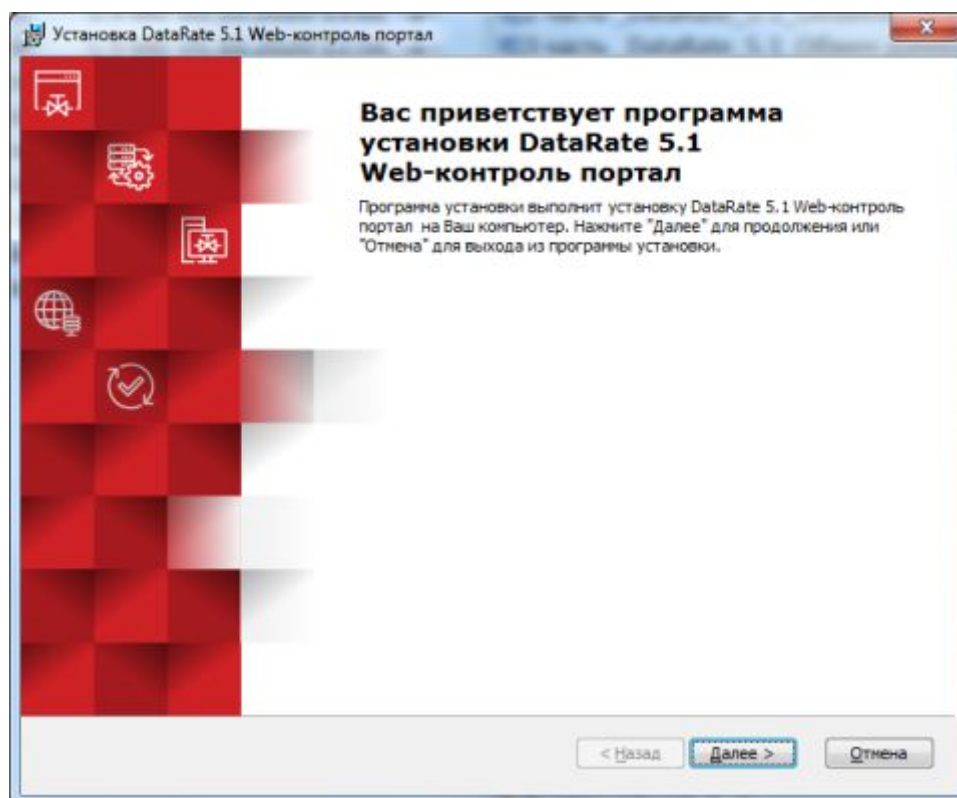 Установка DataRate 5.1 Web-контроль портал
Вас приветствует программа
установки DataRate 5.1
Web-контроль портал
Программа установки выполнит установку DataRate 5.1 Web-контроль
портал на Ваш компьютер. Нажмите "Далее" для продолжения или
"Отмена" для выхода из программы установки.
< Назад
Далее >
Отмена